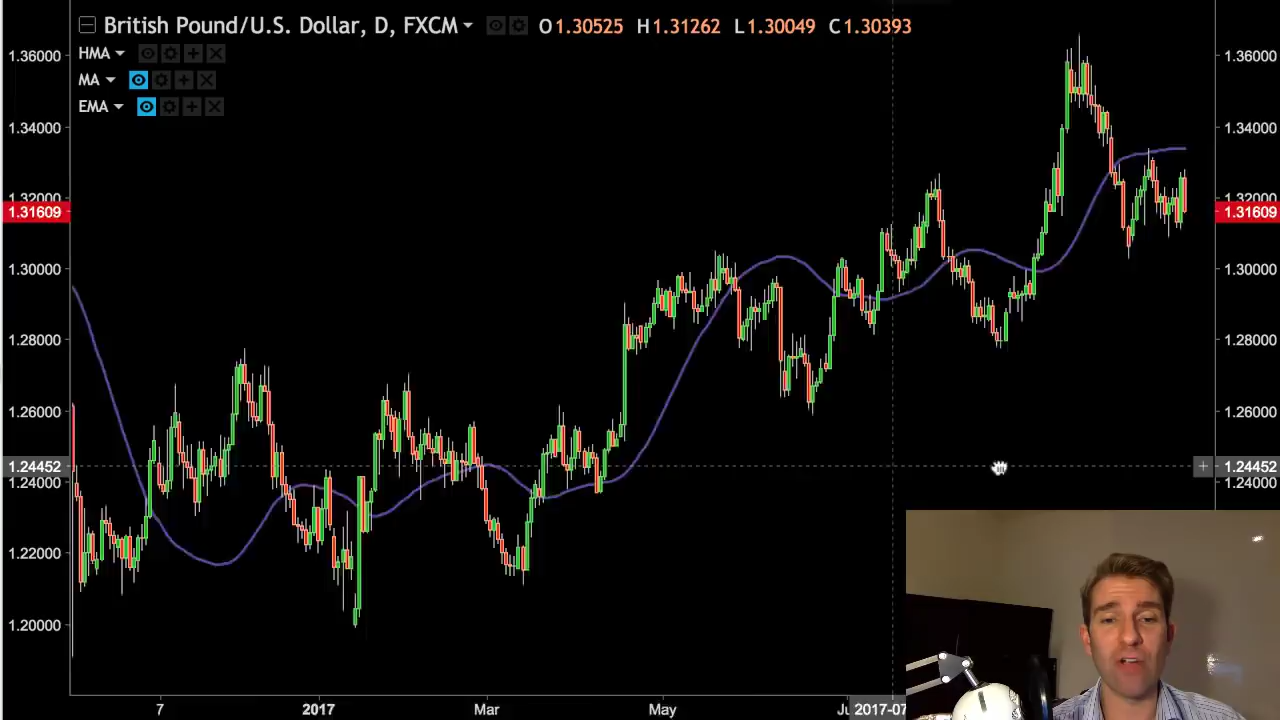 British Pound/U.S. Dollar, D, FXCM O1.30525 H1.31262 L1.30049 C1.30393
HMA
MA
EMA
1.36000 1.36000
1.34000 1.34000
1.32000 1.32000
1.31609 1.31609
1.30000 1.30000
1.28000 1.28000
1.26000 1.26000
1.24452 1.24452
1.24000 1.24000
1.22000
1.20000
7 2017 Mar May 2017-07